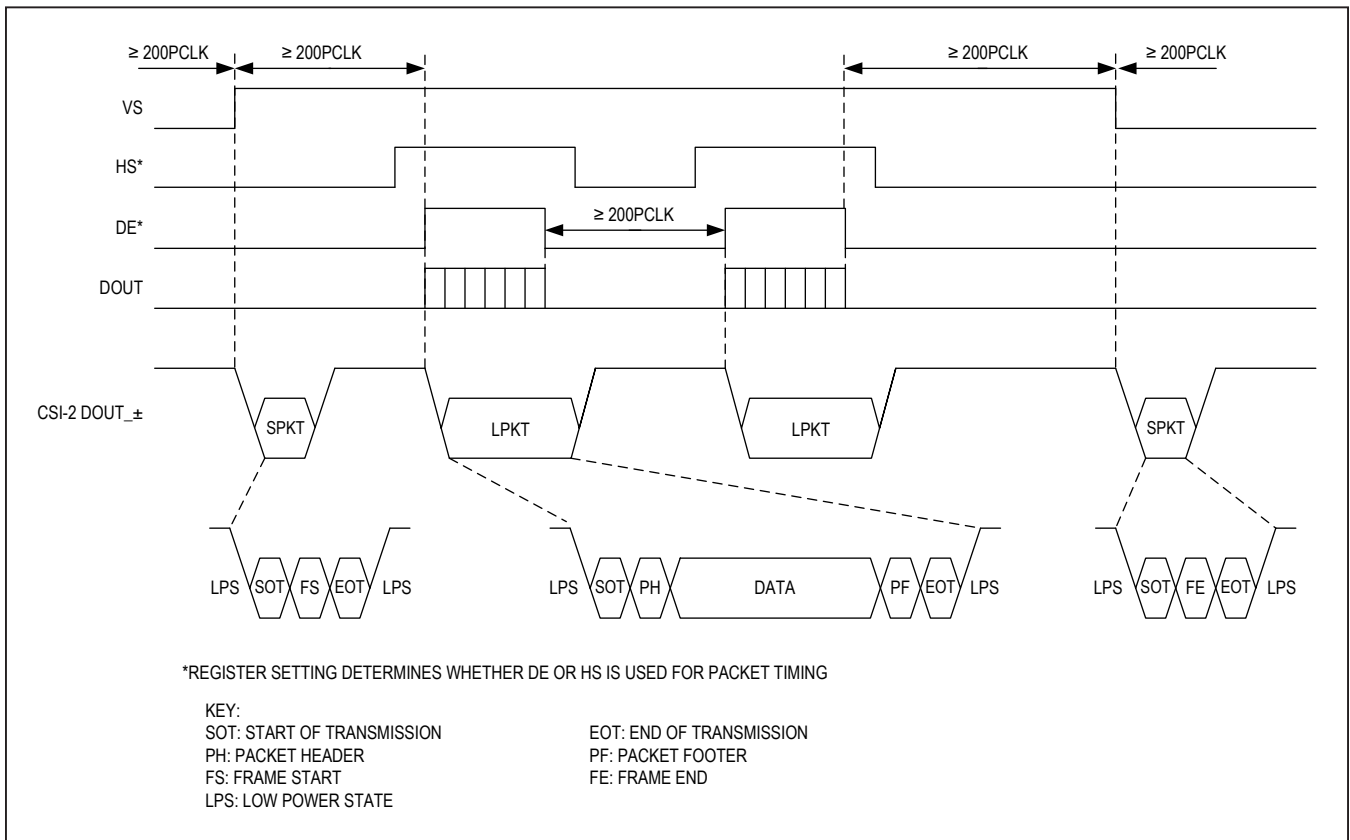 ≥ 200PCLK ≥ 200PCLK ≥ 200PCLK ≥ 200PCLK
VS
HS*
DE* ≥ 200PCLK
DOUT
CSI-2 DOUT_± SPKT LPKT LPKT SPKT
LPS SOT FS EOT LPS LPS SOT PH DATA PF EOT LPS LPS SOT FE EOT LPS
*REGISTER SETTING DETERMINES WHETHER DE OR HS IS USED FOR PACKET TIMING
KEY:
SOT: START OF TRANSMISSION EOT: END OF TRANSMISSION
PH: PACKET HEADER PF: PACKET FOOTER
FS: FRAME START FE: FRAME END
LPS: LOW POWER STATE